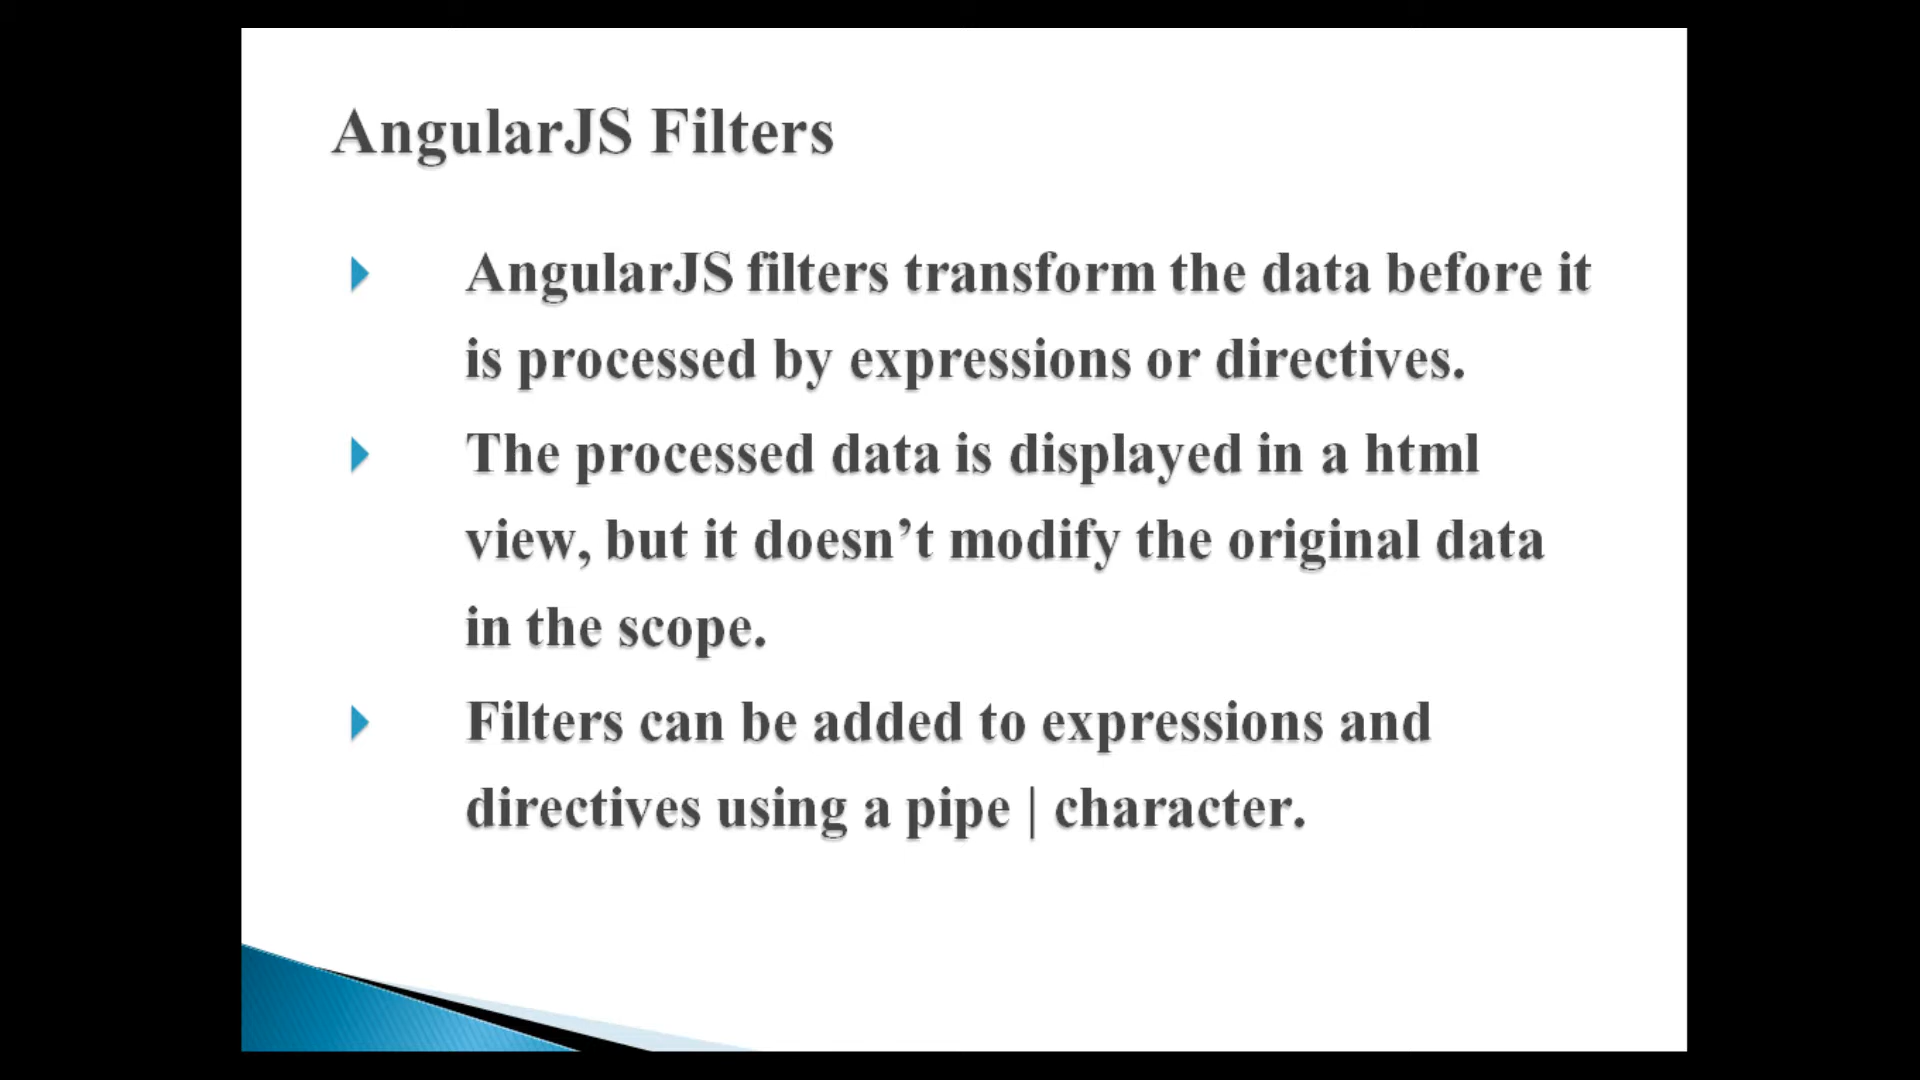 AngularJS Filters
AngularJS filters transform the data before it
is processed by expressions or directives.
The processed data is displayed in a html
view, but it doesn’t modify the original data
in the scope.
Filters can be added to expressions and
directives using a pipe | character.